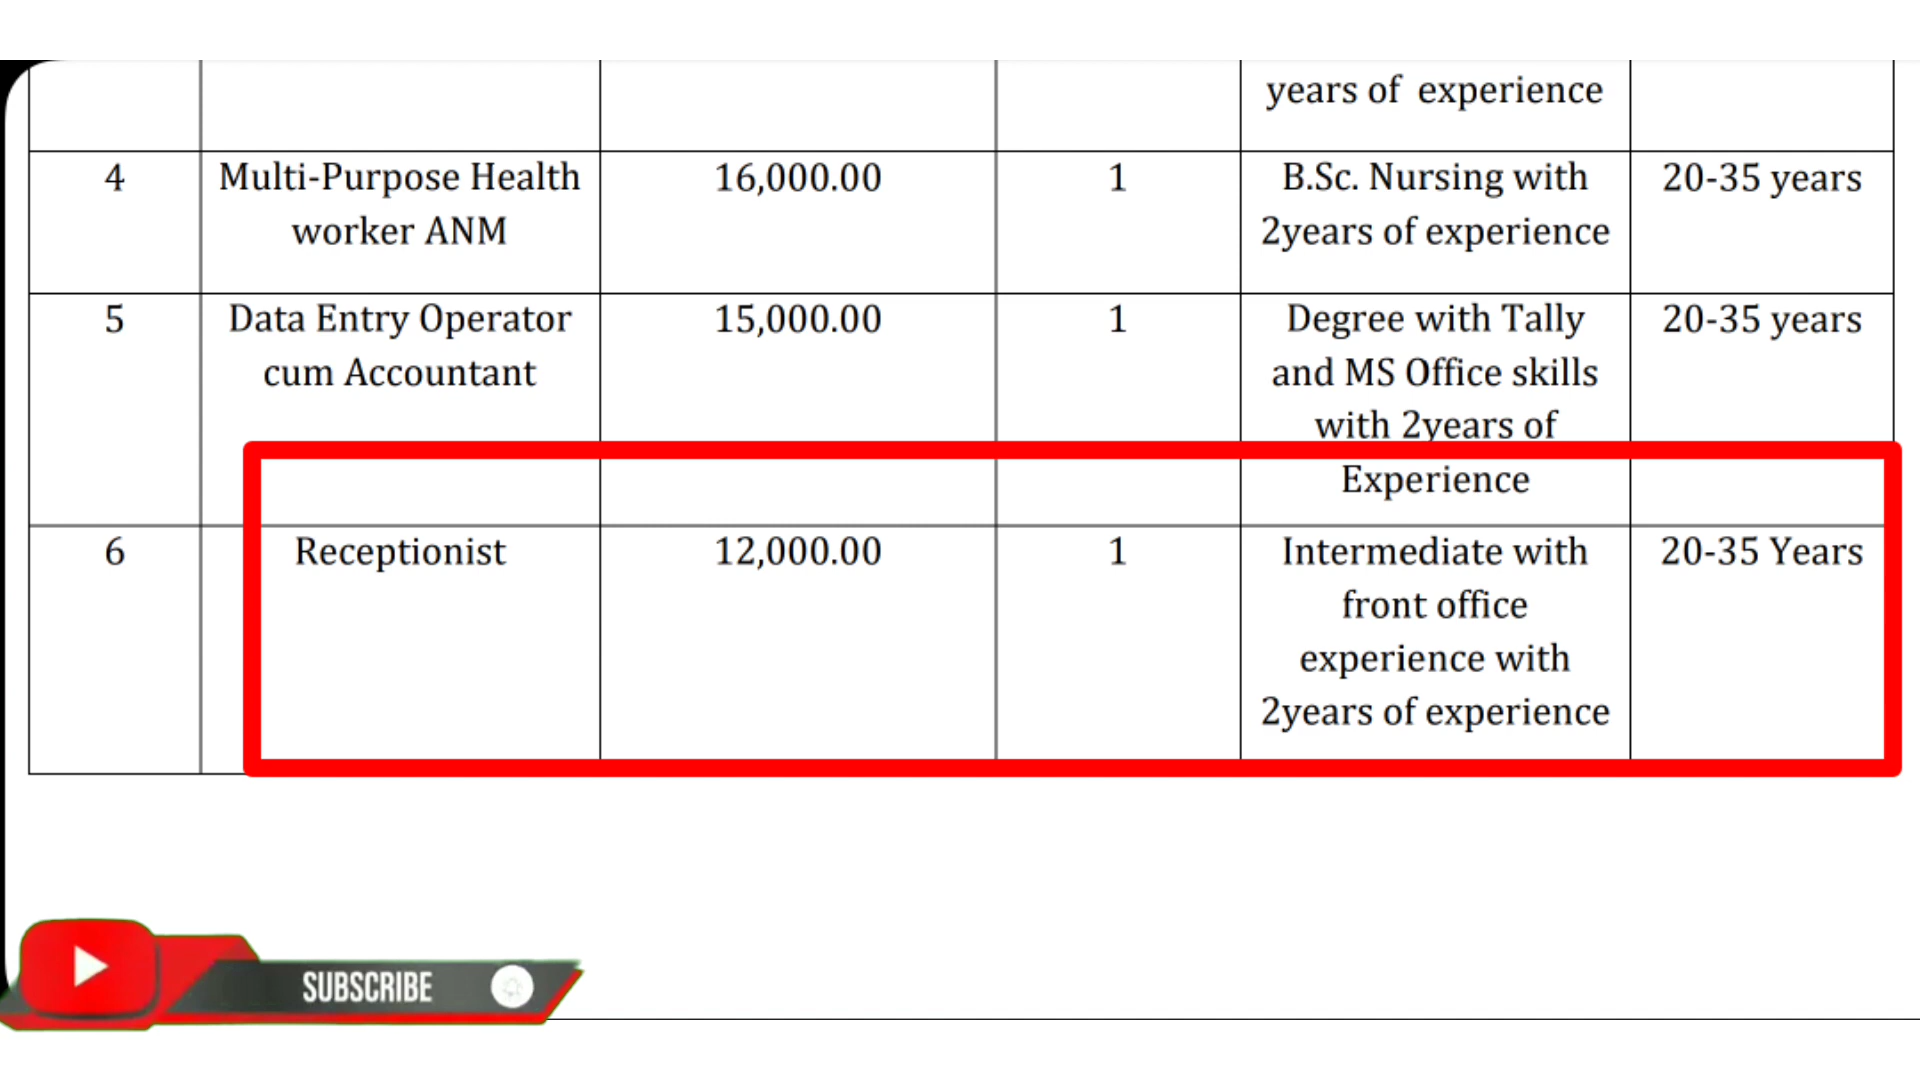 years of experience
4 Multi-Purpose Health 16,000.00 1 B.Sc. Nursing with 20-35 years
worker ANM 2years of experience
5 Data Entry Operator 15,000.00 1 Degree with Tally 20-35 years
cum Accountant and MS Office skills
with 2years of
Experience
6 Receptionist 12,000.00 1 Intermediate with 20-35 Years
front office
experience with
2years of experience
SUBSCRIBE